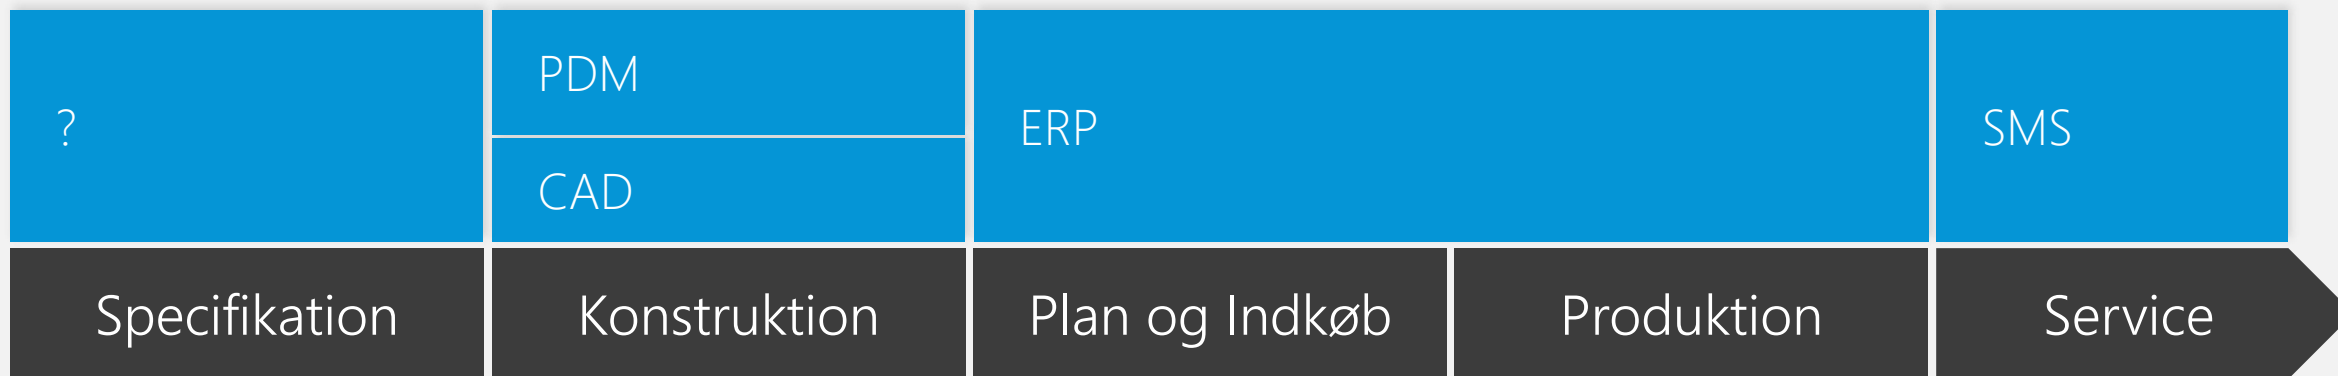 ?
PDM
CAD
ERP
SMS
Specifikation
Konstruktion
Plan og Indkøb
Produktion
Service